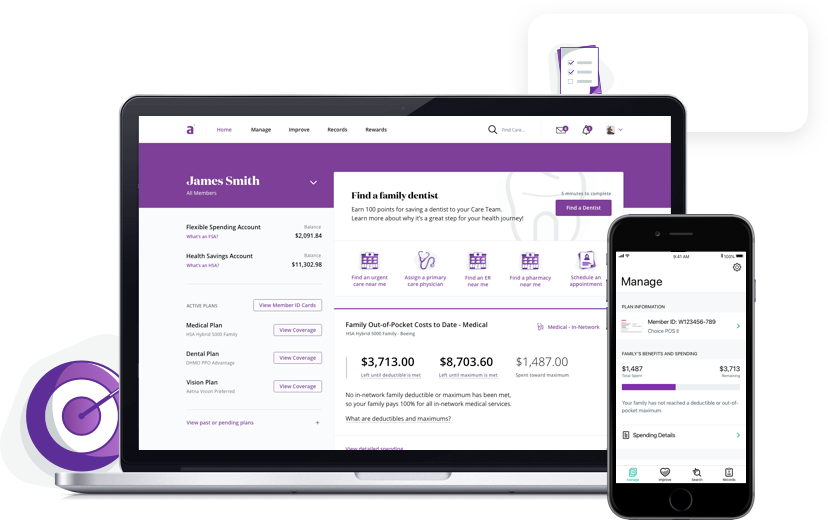 a
Home Manage Improve Records Rewards
Find Care...
James Smith
All Members
Flexible Spending Account
Balance
What's an FSA?
$2,091.84
Health Savings Account
Balance
What's an HSA?
$11,302.98
ACTIVE PLANS
View Member ID Cards
Medical Plan
HSA Hybrid 5000 Family
View Coverage
Dental Plan
DHMO PPO Advantage
View Coverage
Vision Plan
Aetna Vision Preferred
View Coverage
View past or pending plans +
Find a family dentist
5 minutes to complete
Earn 100 points for saving a dentist to your Care Team.
Learn more about why it's a great step for your health journey!
Find a Dentist
Find an urgent
care near me
Assign a primary
care physician
Find an ER
near me
Find a pharmacy
near me
Schedule an
appointment
Family Out-of-Pocket Costs to Date - Medical
HSA Hybrid 5000 Family - Boeing
Medical - In-Network
$3,713.00
Left until deductible is met
$8,703.60
Left until maximum is met
$1,487.00
Spent toward maximum
No in-network family deductible or maximum has been met,
so your family pays 100% for all in-network medical services.
What are deductibles and maximums?
View detailed spending
9:41 AM
100%
Manage
PLAN INFORMATION
Member ID: W123456-789
Choice POS II
FAMILY'S BENEFITS AND SPENDING
$1,487 $3,713
Total Spent Remaining
Your family has not reached a deductible or out-of-
pocket maximum.
Spending Details
Manage Improve Search Records